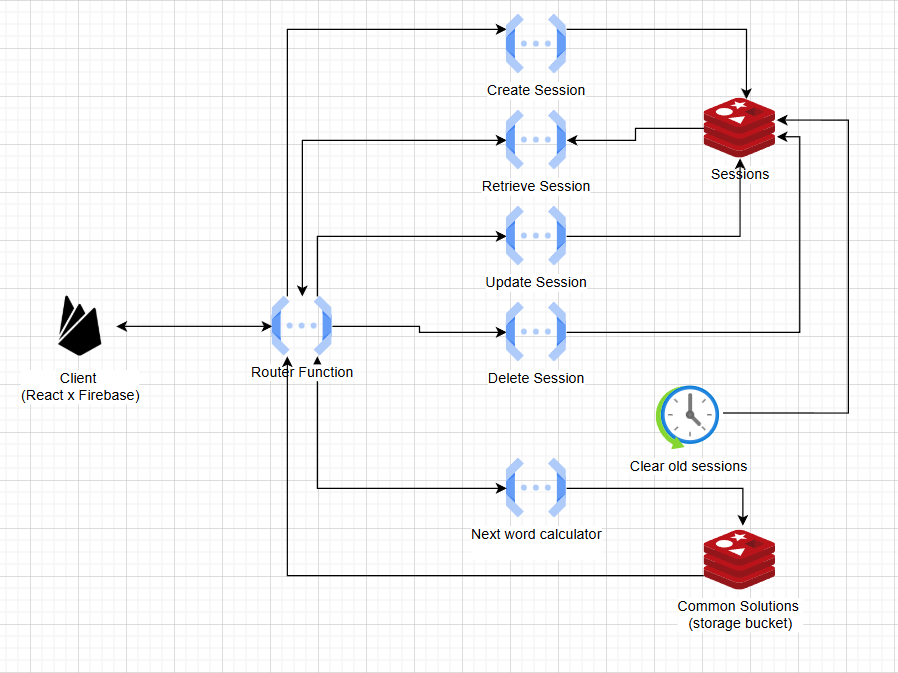 Create Session
Sessions
Retrieve Session
Update Session
Router Function
Client
(React x Firebase)
Delete Session
Clear old sessions
Next word calculator
Common Solutions
(storage bucket)